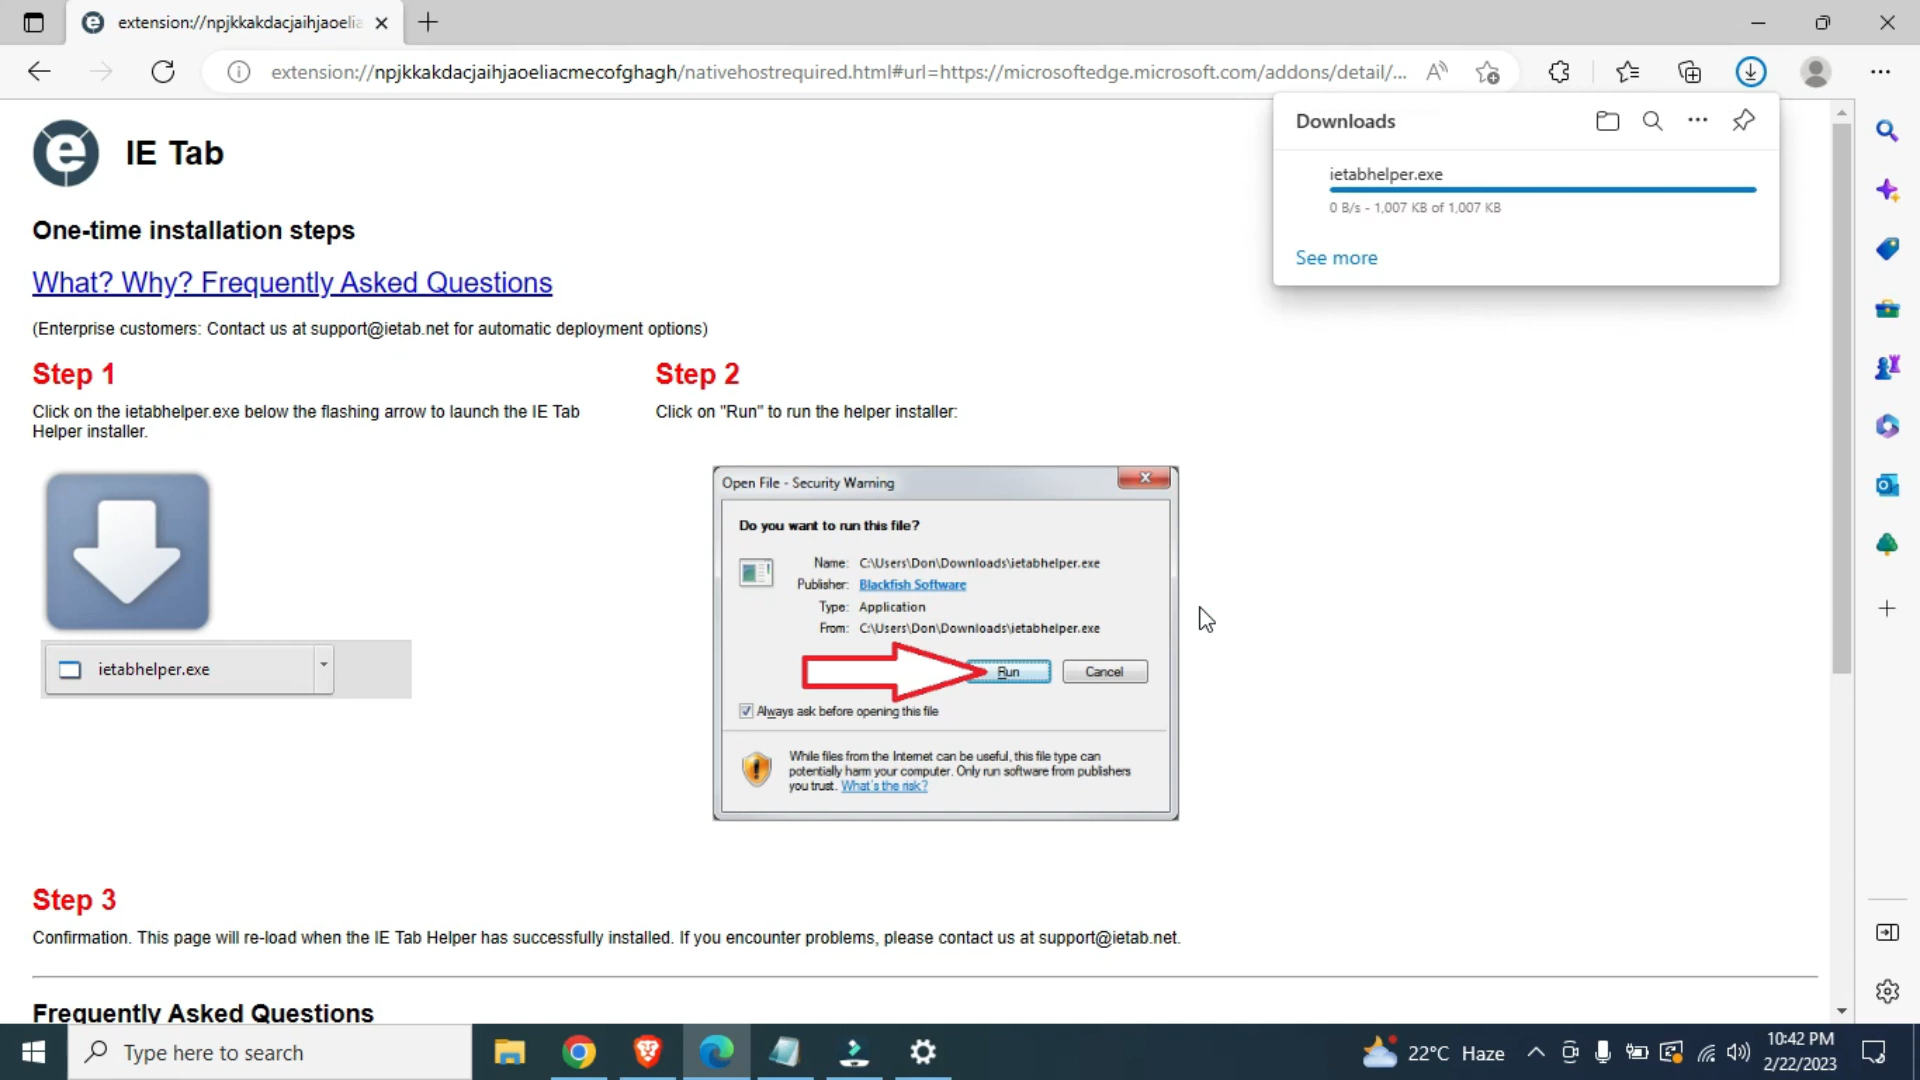 extension://npjkkakdacjaihjaoelia
extension://npjkkakdacjaihjaoeliacmecofghagh/nativehostrequired.html#url=https://microsoftedge.microsoft.com/addons/detail/...
Downloads
ietabhelper.exe
0 B/s - 1,007 KB of 1,007 KB
See more
IE Tab
One-time installation steps
What? Why? Frequently Asked Questions
(Enterprise customers: Contact us at support@ietab.net for automatic deployment options)
Step 1
Click on the ietabhelper.exe below the flashing arrow to launch the IE Tab
Helper installer.
ietabhelper.exe
Step 2
Click on "Run" to run the helper installer:
Open File - Security Warning
Do you want to run this file?
Name: C:\Users\Don\Downloads\ietabhelper.exe
Publisher: Blackfish Software
Type: Application
From: C:\Users\Don\Downloads\ietabhelper.exe
Run Cancel
Always ask before opening this file
While files from the Internet can be useful, this file type can
potentially harm your computer. Only run software from publishers
you trust. What's the risk?
Step 3
Confirmation. This page will re-load when the IE Tab Helper has successfully installed. If you encounter problems, please contact us at support@ietab.net.
Frequently Asked Questions
Type here to search
22°C Haze
10:42 PM
2/22/2023